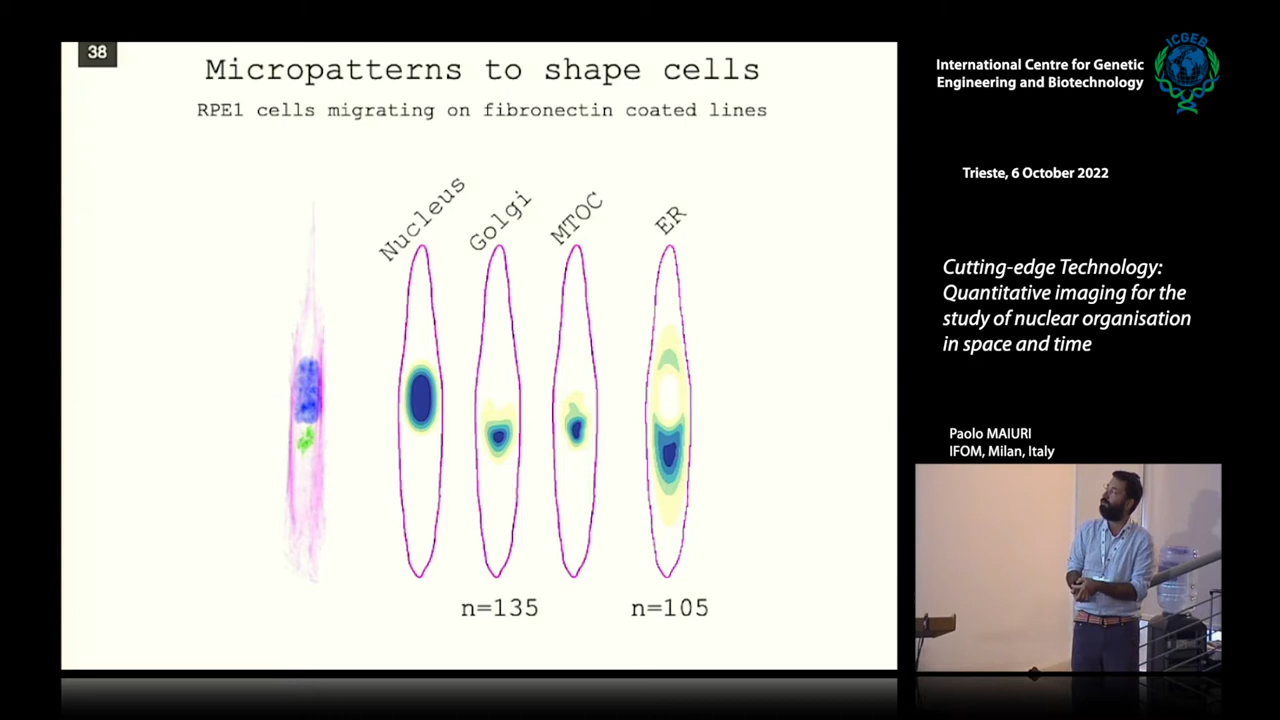 38
Micropatterns to shape cells
RPE1 cells migrating on fibronectin coated lines
Nucleus
Golgi
MTOC
ER
n=135
n=105
ICGEB
International Centre for Genetic
Engineering and Biotechnology
Trieste, 6 October 2022
Cutting-edge Technology:
Quantitative imaging for the
study of nuclear organisation
in space and time
Paolo MAIURI
IFOM, Milan, Italy